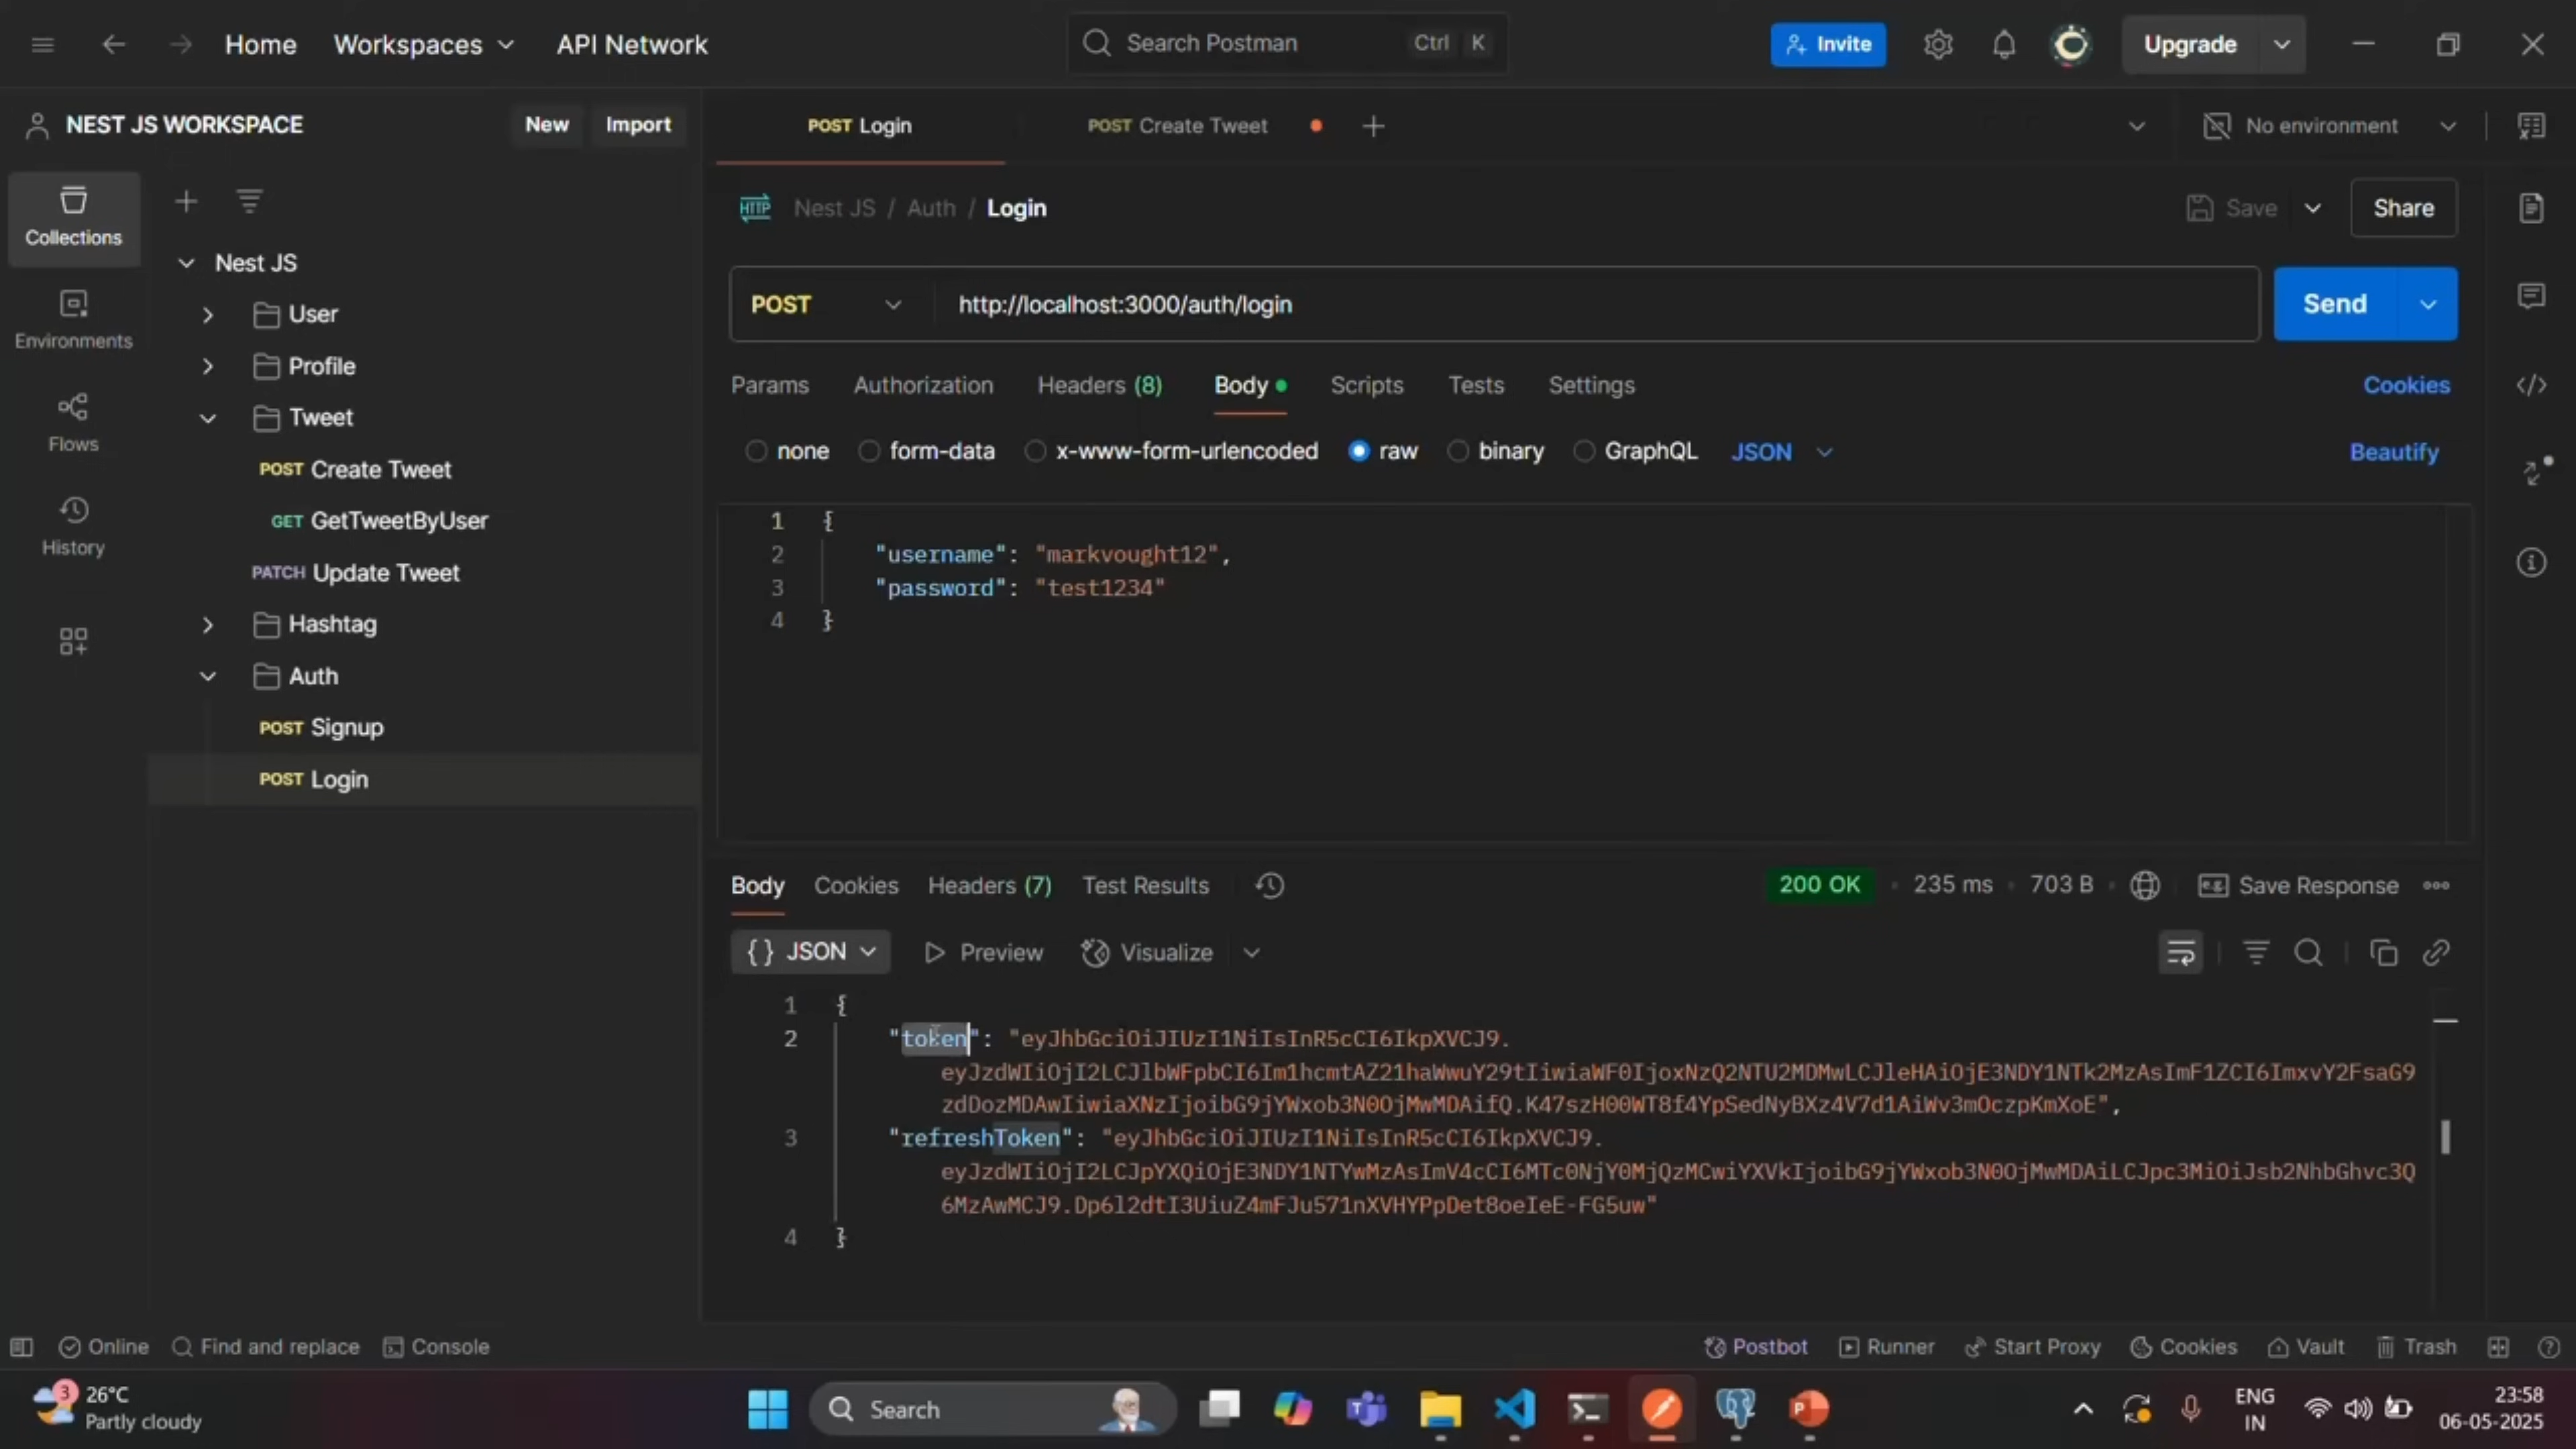 Home
Workspaces
API Network
Search Postman
Ctrl
K
Invite
Upgrade
NEST JS WORKSPACE
New
Import
POST Login
POST Create Tweet
No environment
Collections
Environments
Flows
History
Nest JS
User
Profile
Tweet
POST Create Tweet
GET GetTweetByUser
PATCH Update Tweet
Hashtag
Auth
POST Signup
POST Login
HTTP
Nest JS / Auth / Login
Save
Share
POST
http://localhost:3000/auth/login
Send
Params
Authorization
Headers (8)
Body
Scripts
Tests
Settings
Cookies
none
form-data
x-www-form-urlencoded
raw
binary
GraphQL
JSON
Beautify
1 {
2 "username": "markvought12",
3 "password": "test1234"
4 }
Body
Cookies
Headers (7)
Test Results
200 OK
235 ms
703 B
e.g.
Save Response
{} JSON
Preview
Visualize
1 {
2 "token": "eyJhbGciOiJIUzI1NiIsInR5cCI6IkpXVCJ9.
eyJzdWIiOjI2LCJlbWFpbCI6Im1hcmtAZ21haWwuY29tIiwiaWF0IjoxNzQ2NTU2MDMwLCJleHAiOjE3NDY1NTk2MzAsImF1ZCI6ImxvY2FsaG9
zdDozMDAwIiwiaXNzIjoibG9jYWxob3N0OjMwMDAifQ.K47szH00WT8f4YpSedNyBXz4V7d1AiWv3mOczpKmXoE",
3 "refreshToken": "eyJhbGciOiJIUzI1NiIsInR5cCI6IkpXVCJ9.
eyJzdWIiOjI2LCJpYXQiOjE3NDY1NTYwMzAsImV4cCI6MTc0NjY0MjQzMCwiYXVkIjoibG9jYWxob3N0OjMwMDAiLCJpc3MiOiJsb2NhbGhvc3Q
6MzAwMCJ9.Dp6l2dtI3UiuZ4mFJu571nXVHYPpDet8oeIeE-FG5uw"
4 }
Online
Find and replace
Console
Postbot
Runner
Start Proxy
Cookies
Vault
Trash
3
26°C
Partly cloudy
Search
ENG
IN
23:58
06-05-2025